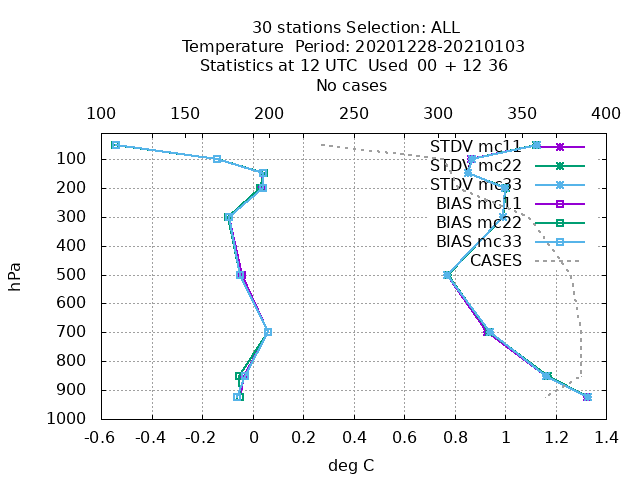 30 stations Selection: ALL
Temperature  Period: 20201228-20210103
Statistics at 12 UTC  Used  00 + 12 36
No cases
100 150 200 250 300 350 400
STDV mc11
STDV mc22
STDV mc33
BIAS mc11
BIAS mc22
BIAS mc33
CASES
100
200
300
400
500
600
700
800
900
1000
hPa
-0.6 -0.4 -0.2 0 0.2 0.4 0.6 0.8 1 1.2 1.4
deg C